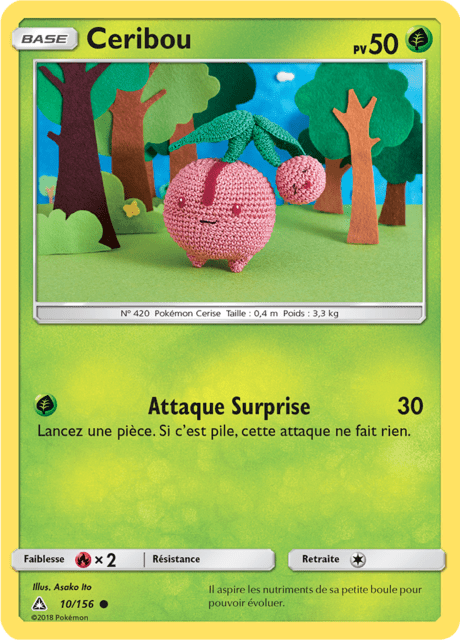 BASE Ceribou PV 50
N° 420 Pokémon Cerise Taille : 0,4 m Poids : 3,3 kg
Attaque Surprise 30
Lancez une pièce. Si c'est pile, cette attaque ne fait rien.
Faiblesse × 2 Résistance Retraite
Illus. Asako Ito
10/156
©2018 Pokémon
Il aspire les nutriments de sa petite boule pour
pouvoir évoluer.